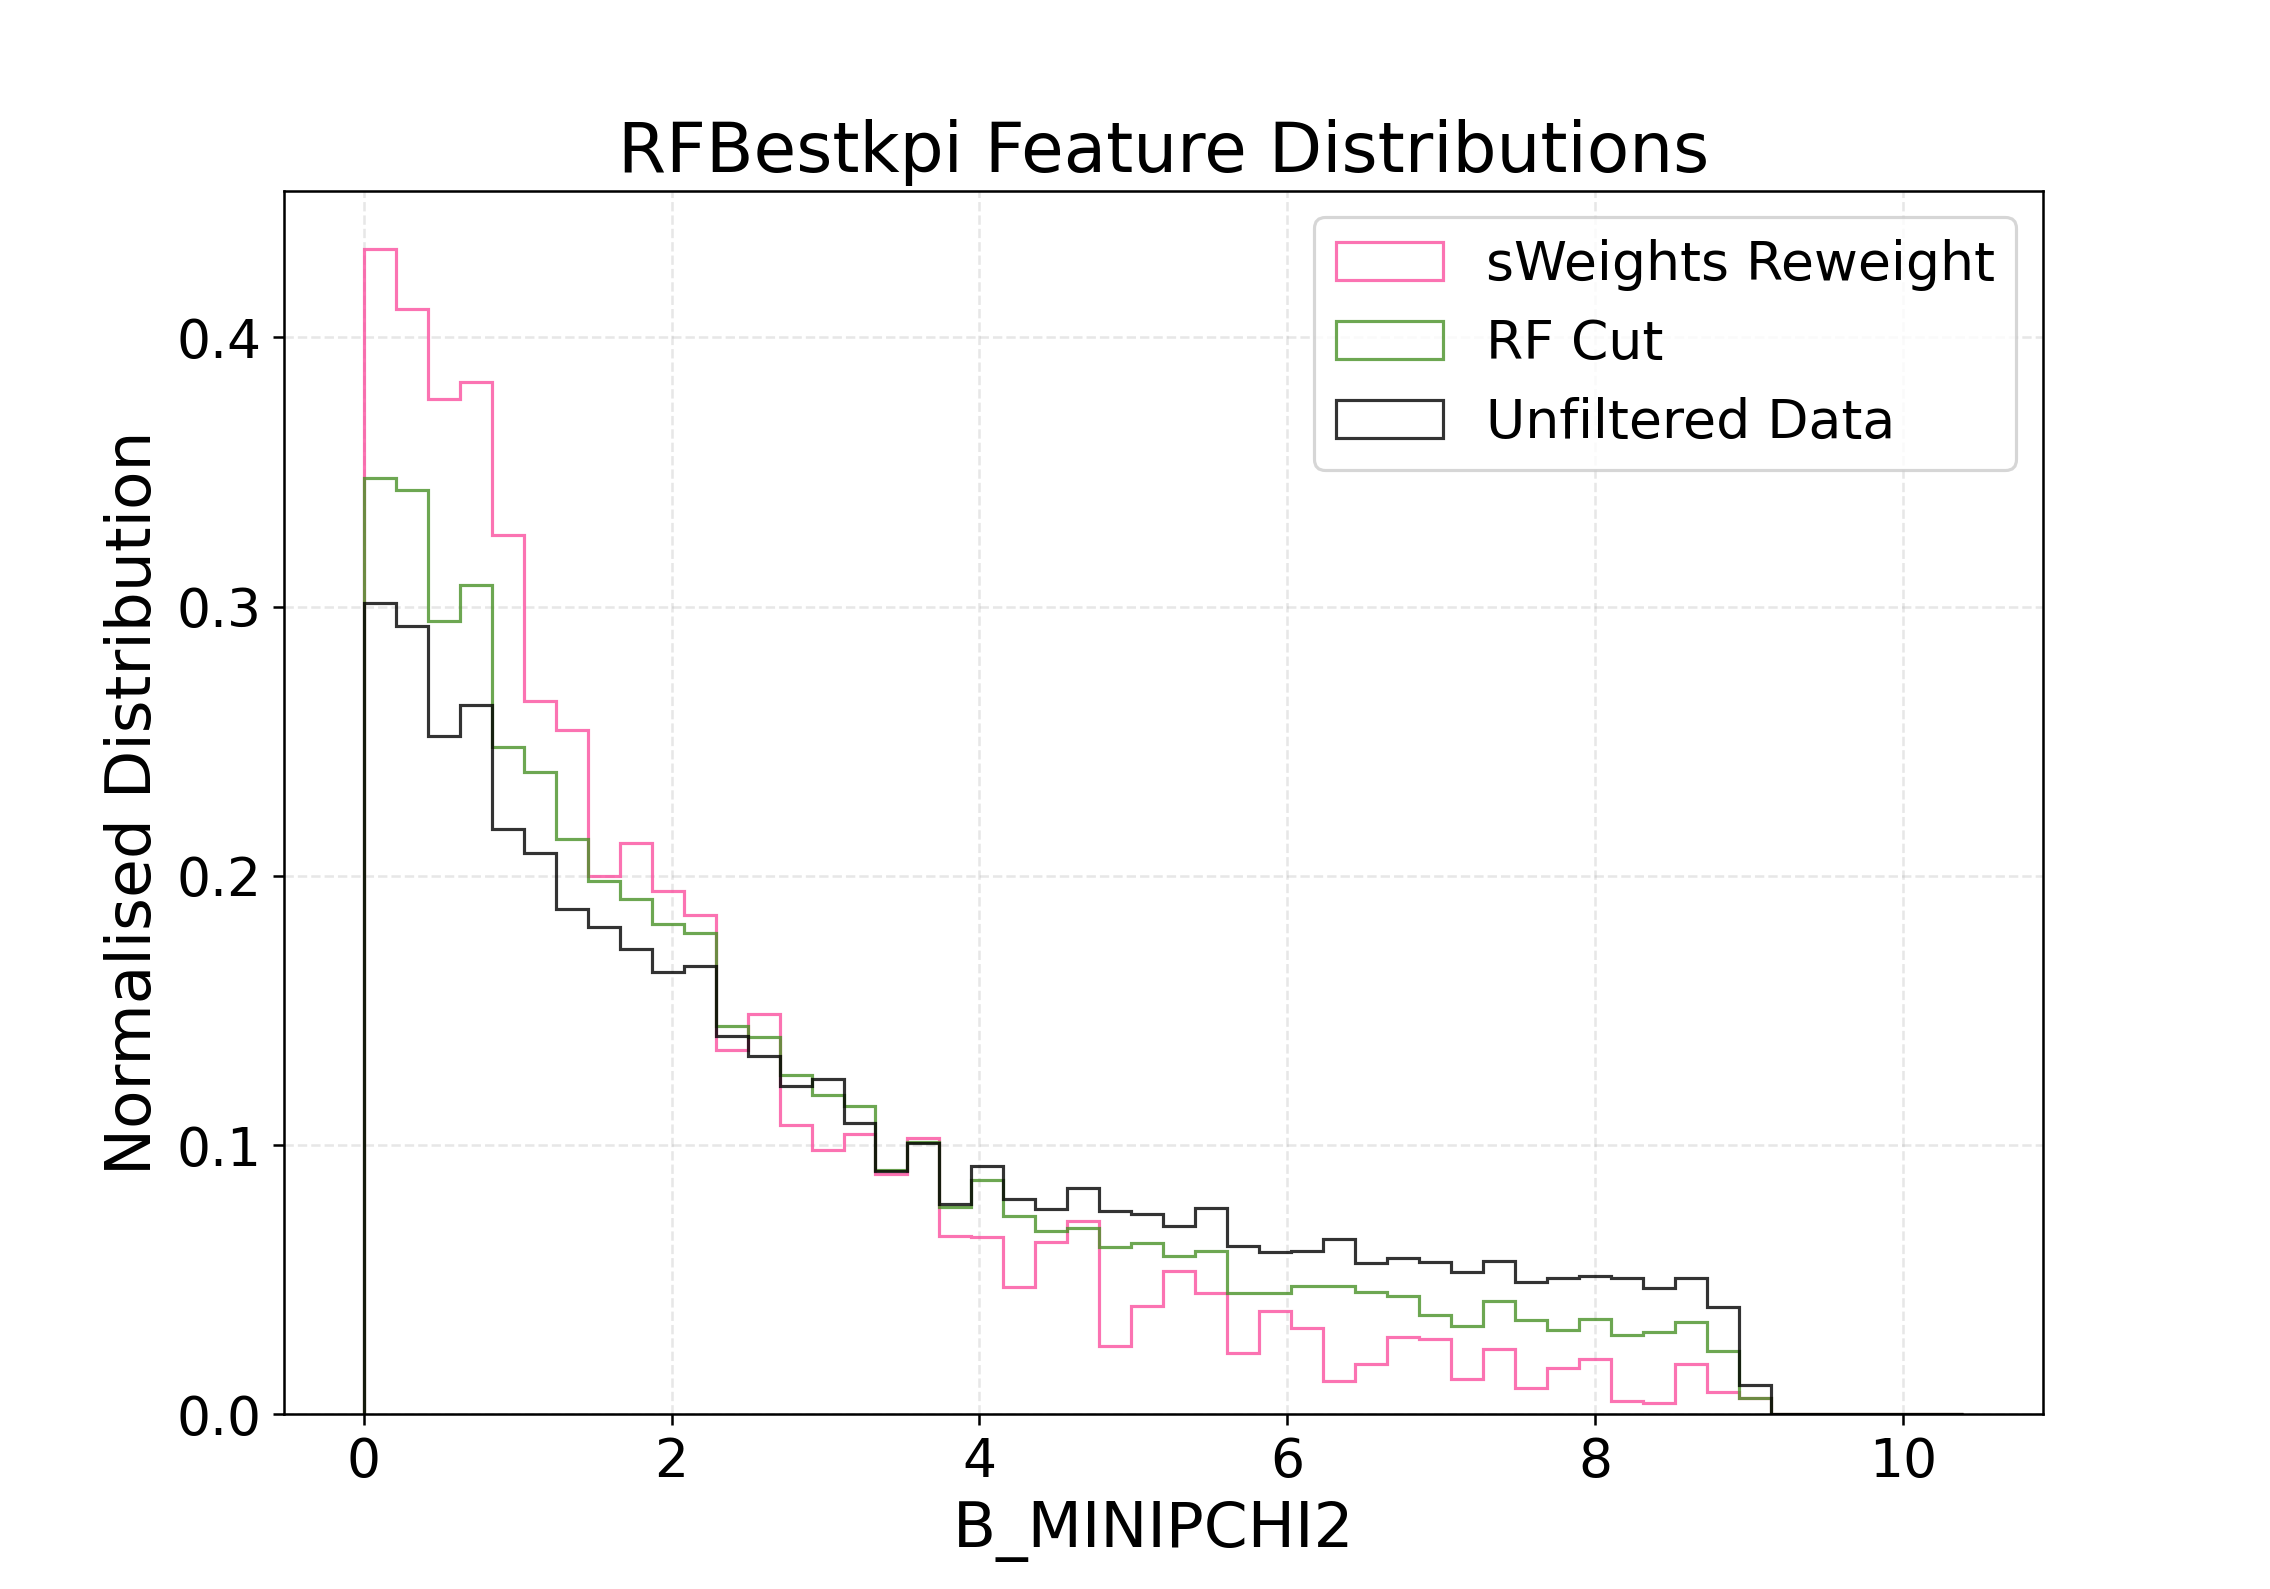 RFBestkpi Feature Distributions
sWeights Reweight
RF Cut
Unfiltered Data
Normalised Distribution
0.4
0.3
0.2
0.1
0.0
0 2 4 6 8 10
B_MINIPCHI2